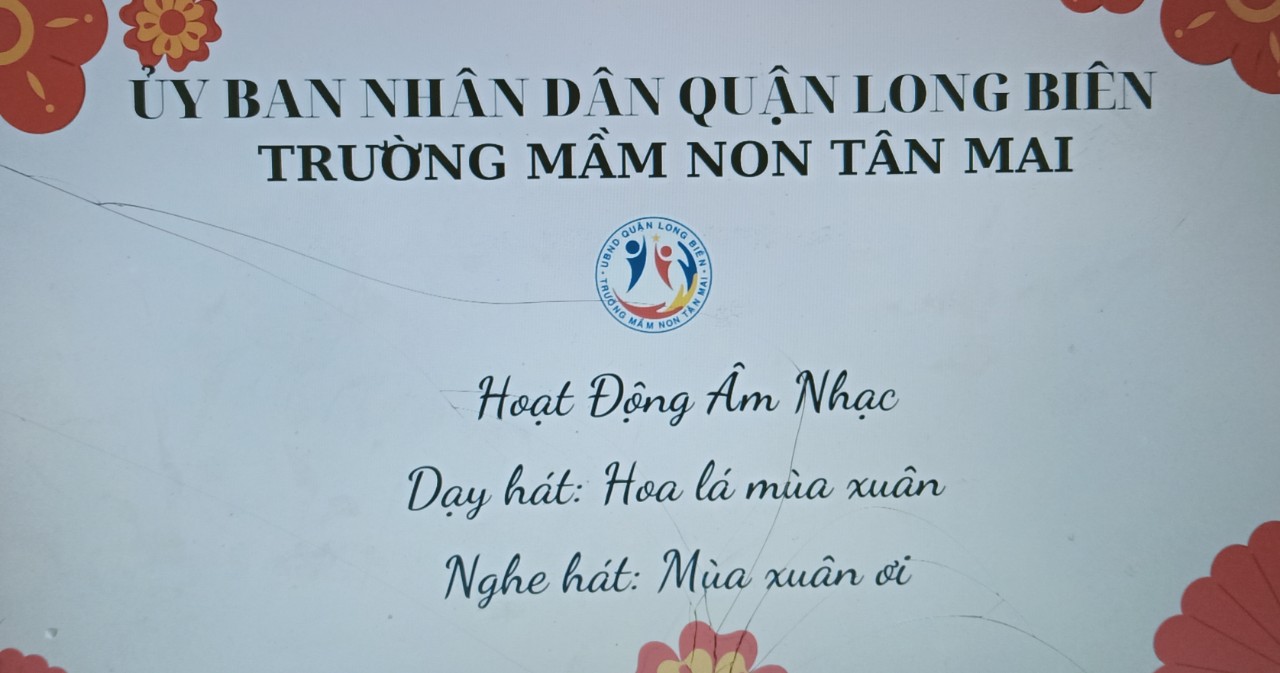 ỦY BAN NHÂN DÂN QUẬN LONG BIÊN
TRƯỜNG MẦM NON TÂN MAI
UBND QUẬN LONG BIÊN
TRƯỜNG MẦM NON TÂN MAI
Hoạt Động Âm Nhạc
Dạy hát: Hoa lá mùa xuân
Nghe hát: Mùa xuân ơi